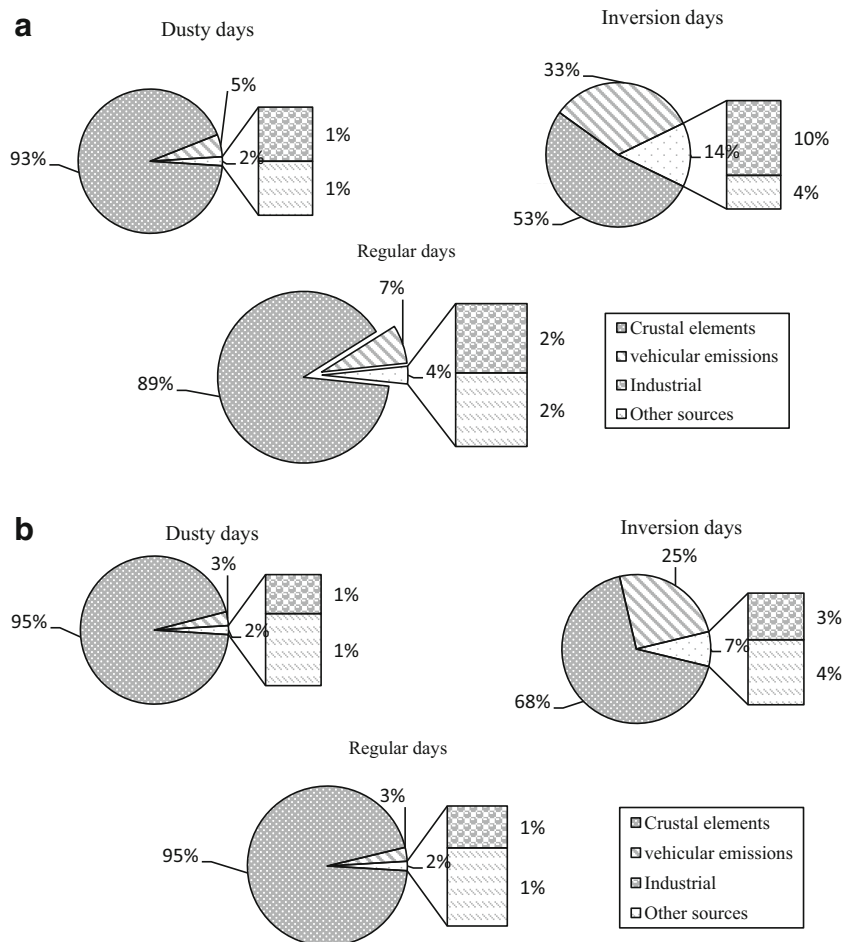 a
Dusty days
5%
93%
2%
1%
1%
Inversion days
33%
14%
10%
4%
53%
Regular days
7%
89%
4%
2%
2%
Crustal elements
vehicular emissions
Industrial
Other sources
b
Dusty days
3%
95%
2%
1%
1%
Inversion days
25%
7%
3%
4%
68%
Regular days
3%
95%
2%
1%
1%
Crustal elements
vehicular emissions
Industrial
Other sources